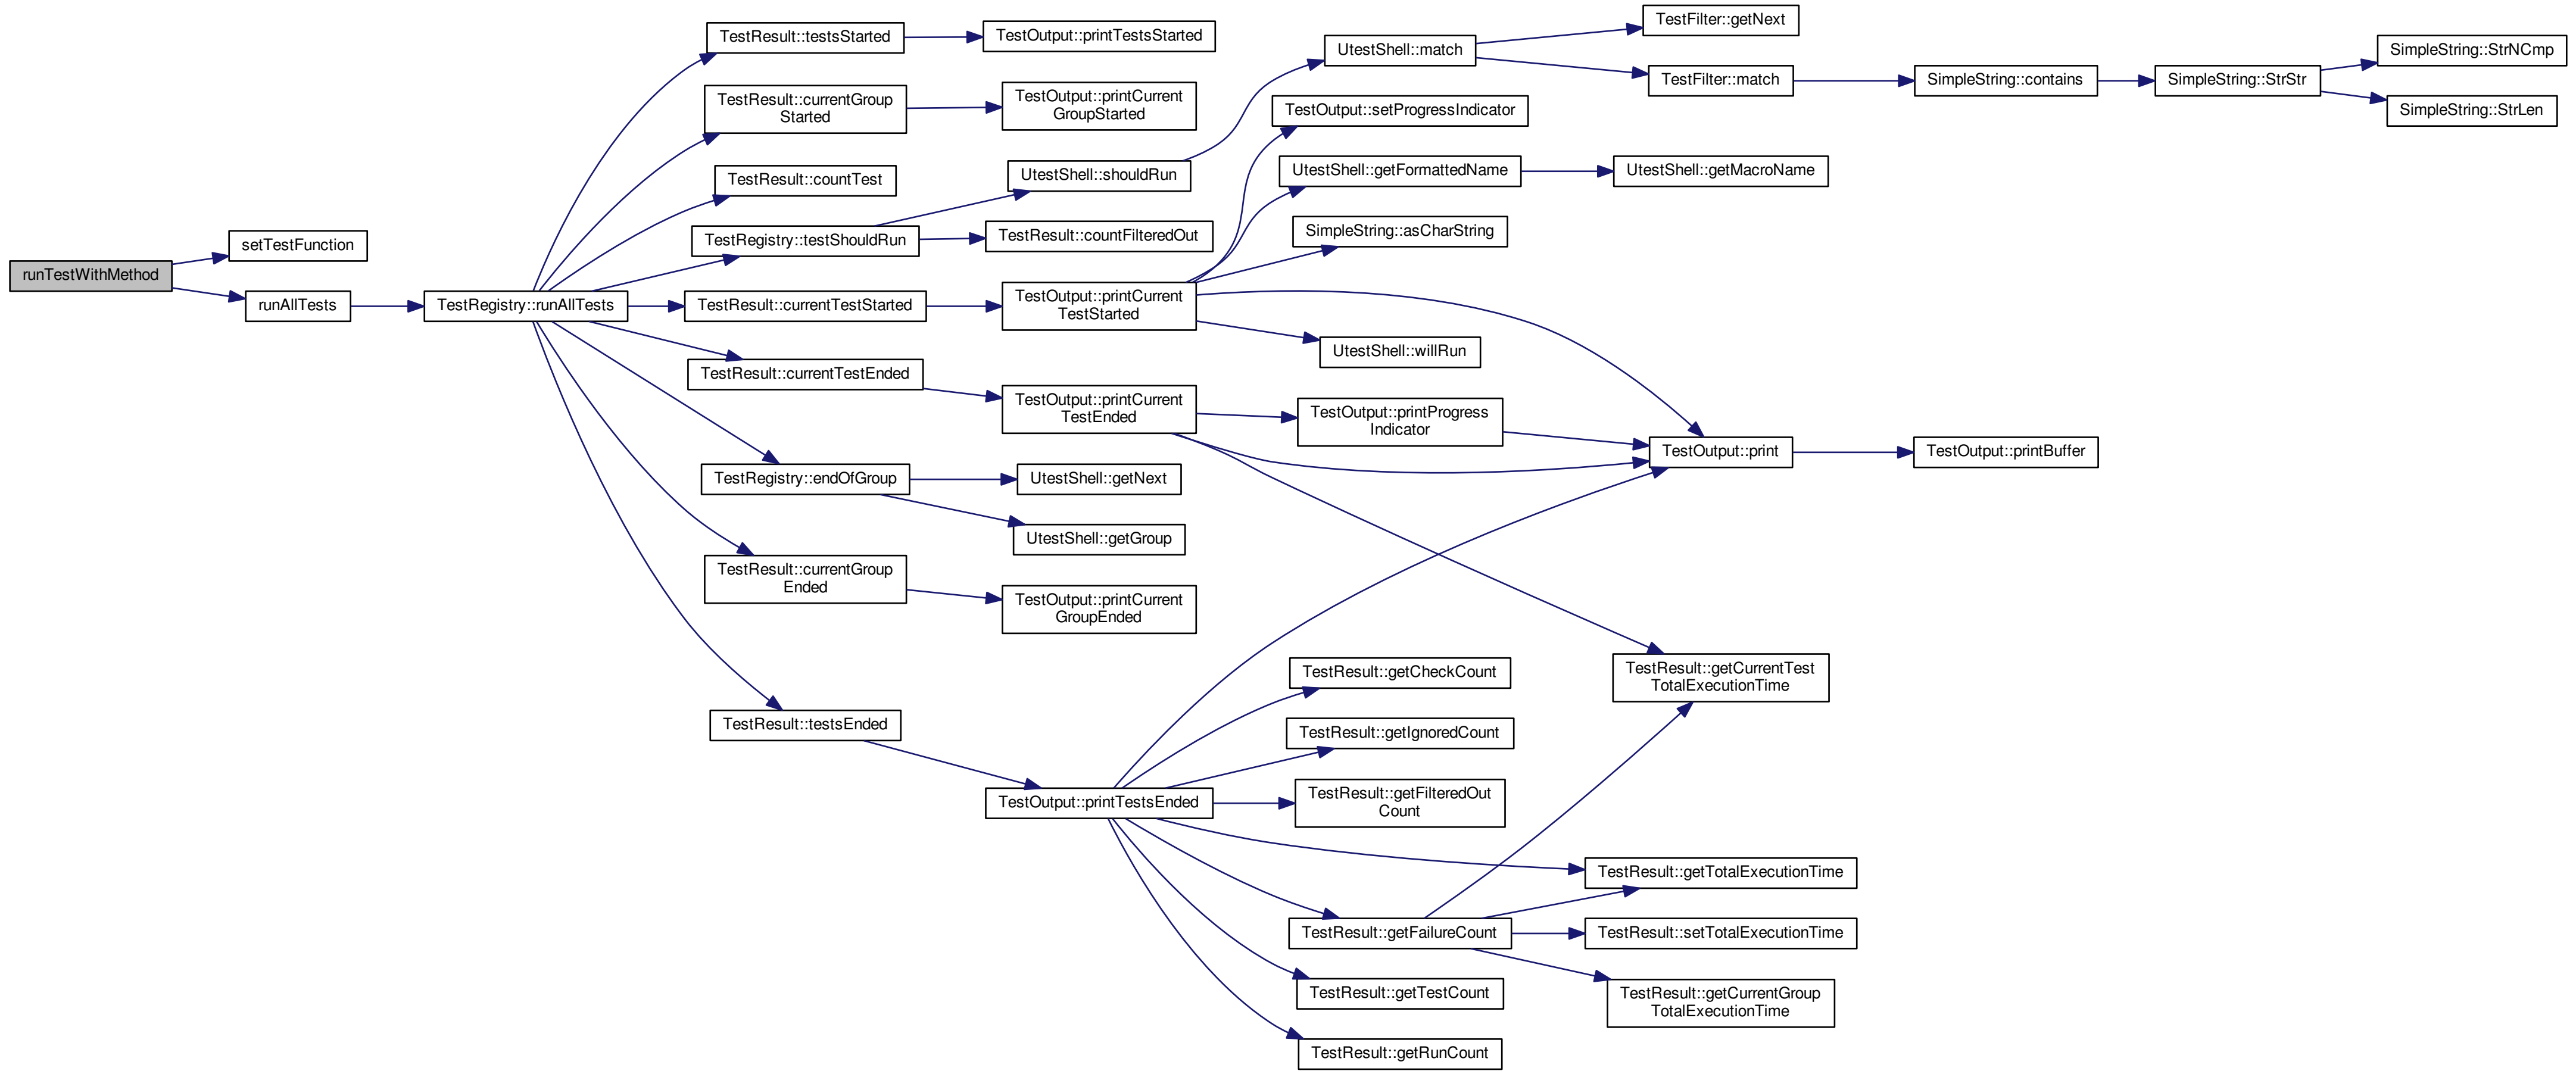 runTestWithMethod
setTestFunction
runAllTests
TestRegistry::runAllTests
TestResult::testsStarted
TestResult::currentGroup
Started
TestResult::countTest
TestRegistry::testShouldRun
TestResult::currentTestStarted
TestResult::currentTestEnded
TestRegistry::endOfGroup
TestResult::currentGroup
Ended
TestResult::testsEnded
TestOutput::printTestsStarted
TestOutput::printCurrent
GroupStarted
UtestShell::shouldRun
TestResult::countFilteredOut
TestOutput::printCurrent
TestStarted
TestOutput::printCurrent
TestEnded
UtestShell::getNext
UtestShell::getGroup
TestOutput::printCurrent
GroupEnded
TestOutput::printTestsEnded
UtestShell::match
TestOutput::setProgressIndicator
UtestShell::getFormattedName
SimpleString::asCharString
UtestShell::willRun
TestOutput::printProgress
Indicator
TestResult::getCheckCount
TestResult::getIgnoredCount
TestResult::getFilteredOut
Count
TestResult::getFailureCount
TestResult::getTestCount
TestResult::getRunCount
TestFilter::getNext
TestFilter::match
UtestShell::getMacroName
TestOutput::print
TestResult::getCurrentTest
TotalExecutionTime
TestResult::getTotalExecutionTime
TestResult::setTotalExecutionTime
TestResult::getCurrentGroup
TotalExecutionTime
SimpleString::contains
TestOutput::printBuffer
SimpleString::StrStr
SimpleString::StrNCmp
SimpleString::StrLen